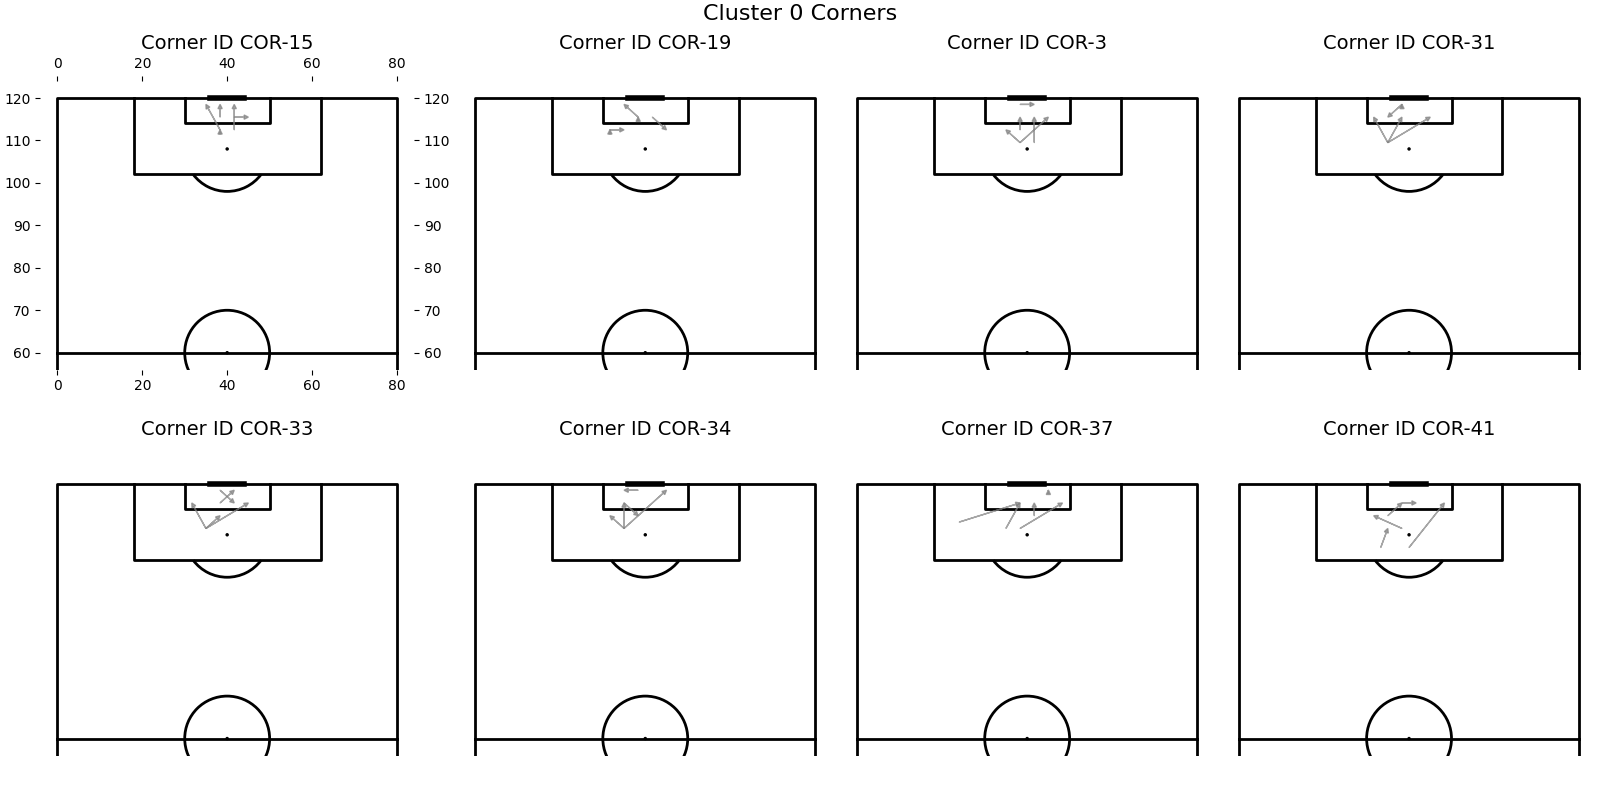 Cluster 0 Corners
Corner ID COR-15
Corner ID COR-19
Corner ID COR-3
Corner ID COR-31
0 20 40 60 80
120 120
110 110
100 100
90 90
80 80
70 70
60 60
0 20 40 60 80
Corner ID COR-33
Corner ID COR-34
Corner ID COR-37
Corner ID COR-41